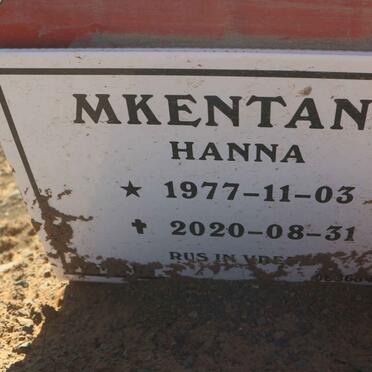 MKENTAN
HANNA
★ 1977-11-03
✝ 2020-08-31
RUS IN